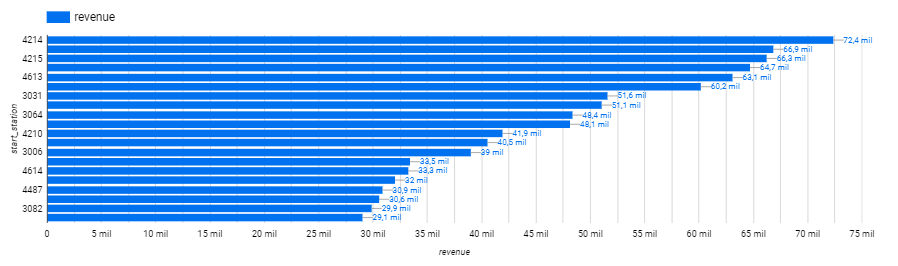 revenue
4214
72,4 mil
66,9 mil
4215
66,3 mil
64,7 mil
4613
63,1 mil
60,2 mil
3031
51,6 mil
51,1 mil
3064
48,4 mil
48,1 mil
4210
41,9 mil
40,5 mil
3006
39 mil
33,5 mil
4614
33,3 mil
32 mil
4487
30,9 mil
30,6 mil
3082
29,9 mil
29,1 mil
start_station
0 5 mil 10 mil 15 mil 20 mil 25 mil 30 mil 35 mil 40 mil 45 mil 50 mil 55 mil 60 mil 65 mil 70 mil 75 mil
revenue